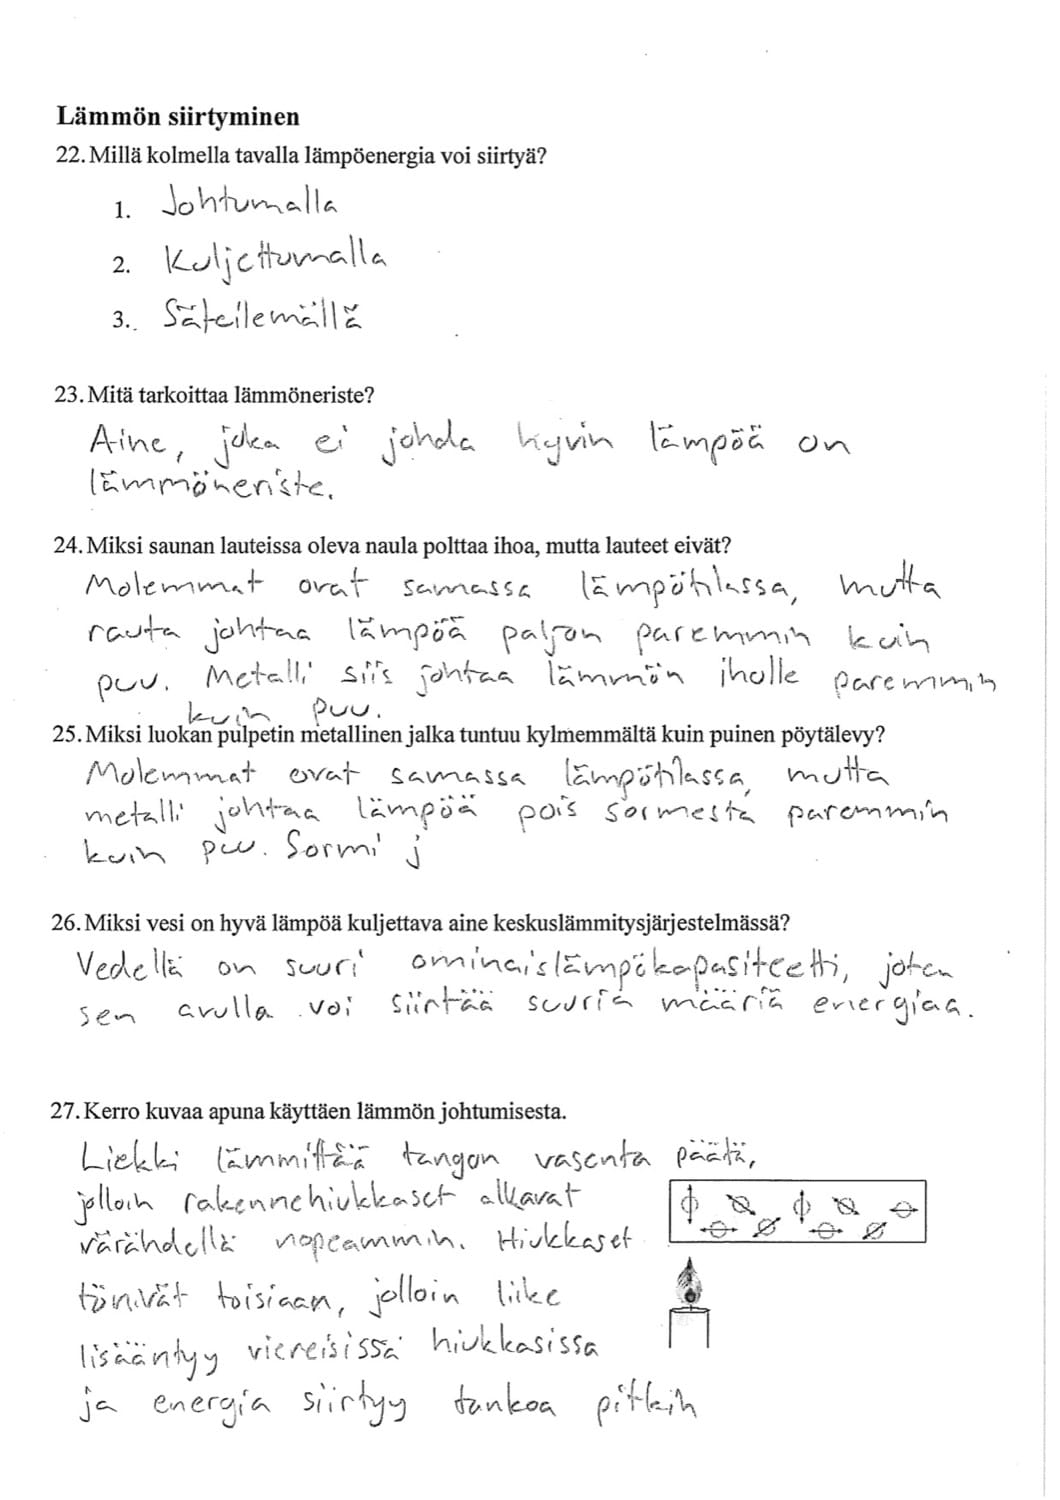 Lämmön siirtyminen
22. Millä kolmella tavalla lämpöenergia voi siirtyä?
1. Johtumalla
2. Kuljettumalla
3. Säteilemällä
23. Mitä tarkoittaa lämmöneriste?
Aine, joka ei johda hyvin lämpöä on
lämmöneriste.
24. Miksi saunan lauteissa oleva naula polttaa ihoa, mutta lauteet eivät?
Molemmat ovat samassa lämpötilassa, mutta
rauta johtaa lämpöä paljon paremmin kuin
puu. Metalli siis johtaa lämmön iholle paremmin
kuin puu.
25. Miksi luokan pulpetin metallinen jalka tuntuu kylmemmältä kuin puinen pöytälevy?
Molemmat ovat samassa lämpötilassa, mutta
metalli johtaa lämpöä pois sormesta paremmin
kuin puu. Sormi j
26. Miksi vesi on hyvä lämpöä kuljettava aine keskuslämmitysjärjestelmässä?
Vedellä on suuri ominaislämpökapasiteetti, joten
sen avulla voi siirtää suuria määriä energiaa.
27. Kerro kuvaa apuna käyttäen lämmön johtumisesta.
Liekki lämmittää tangon vasenta päätä,
jolloin rakennehiukkaset alkavat
värähdellä nopeammin. Hiukkaset
tönivät toisiaan, jolloin liike
lisääntyy viereisissä hiukkasissa
ja energia siirtyy tankoa pitkin